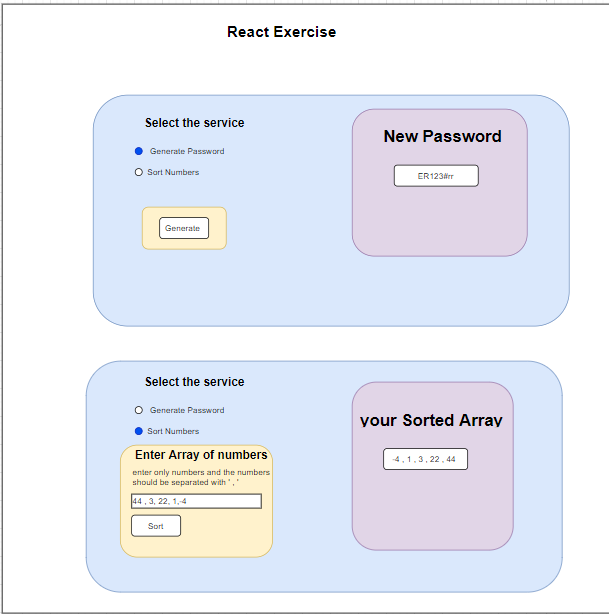 React Exercise
Select the service
Generate Password
Sort Numbers
Generate
New Password
ER123#rr
Select the service
Generate Password
Sort Numbers
Enter Array of numbers
enter only numbers and the numbers
should be separated with ' , '
44 , 3, 22, 1,-4
Sort
your Sorted Array
-4 , 1 , 3 , 22 , 44